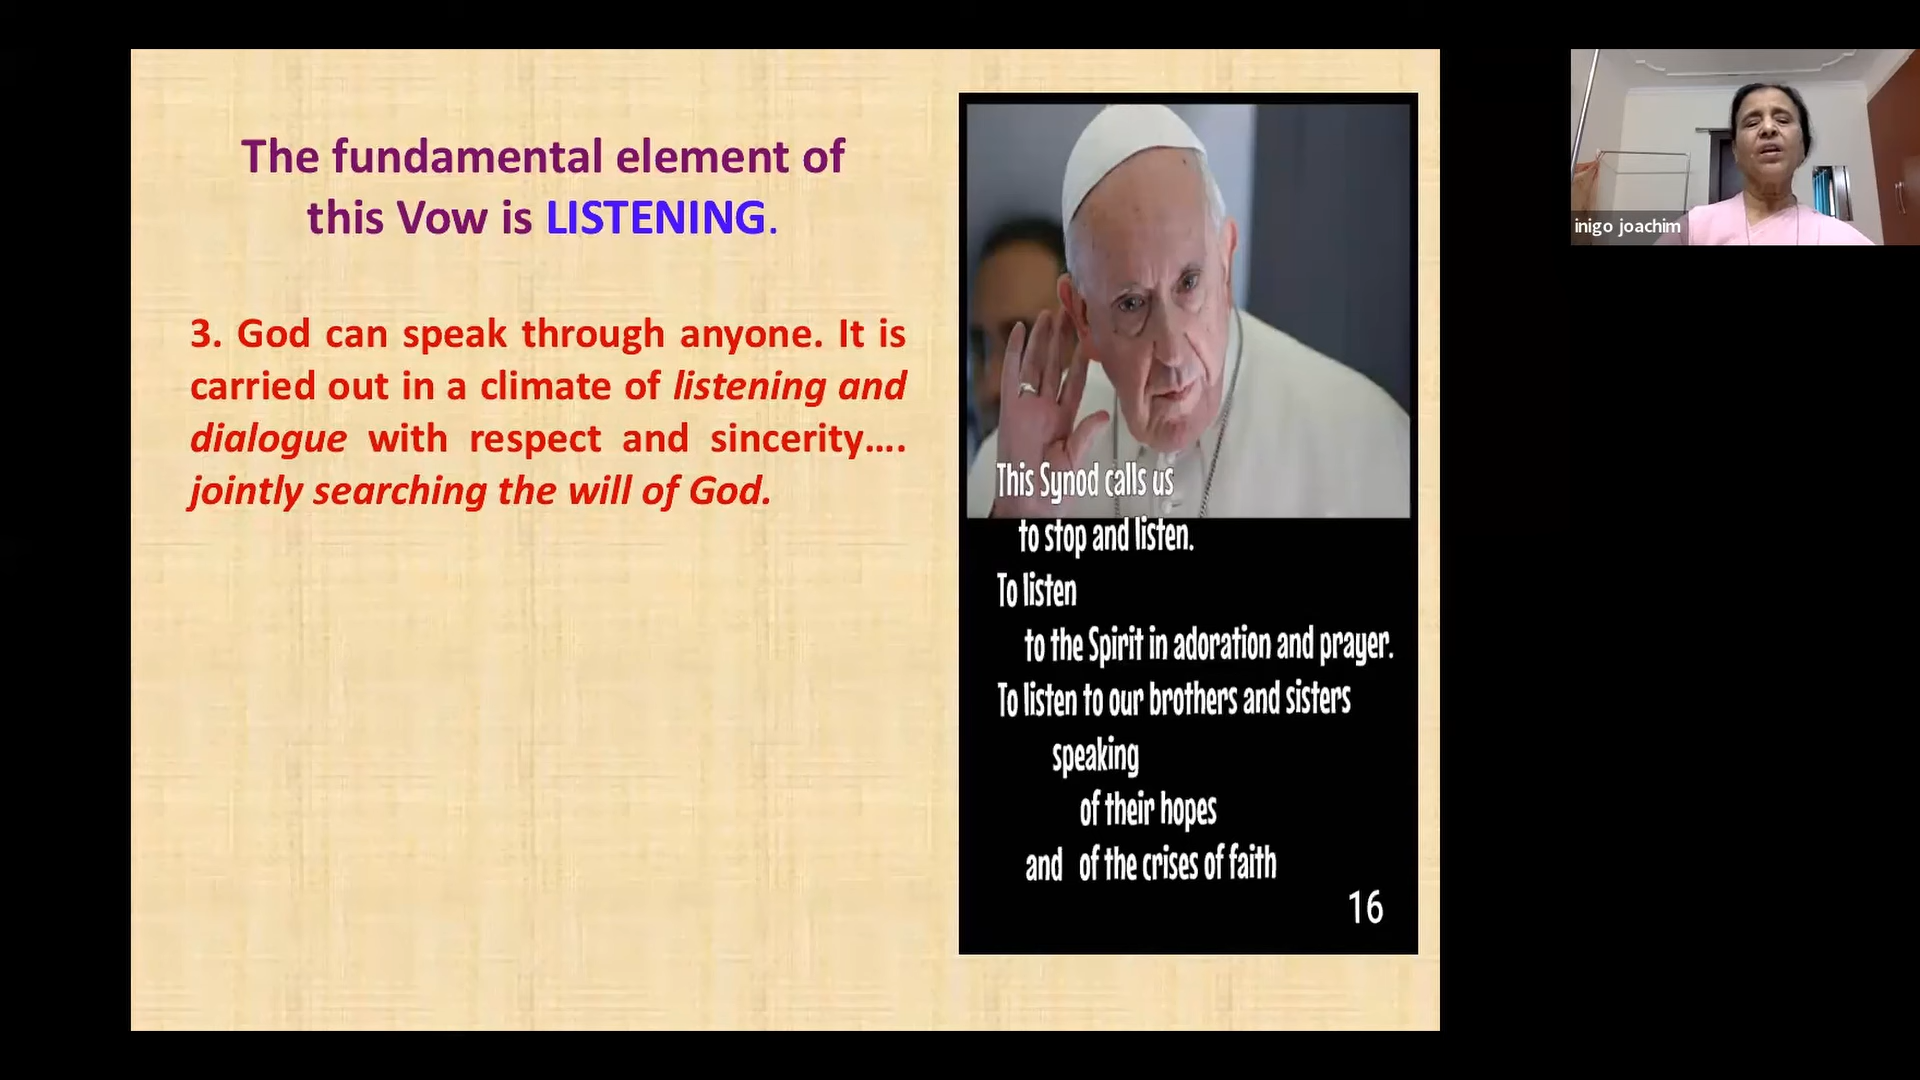 The fundamental element of
this Vow is LISTENING.
3. God can speak through anyone. It is
carried out in a climate of listening and
dialogue with respect and sincerity....
jointly searching the will of God.
This Synod calls us
to stop and listen.
To listen
to the Spirit in adoration and prayer.
To listen to our brothers and sisters
speaking
of their hopes
and of the crises of faith
16
inigo joachim